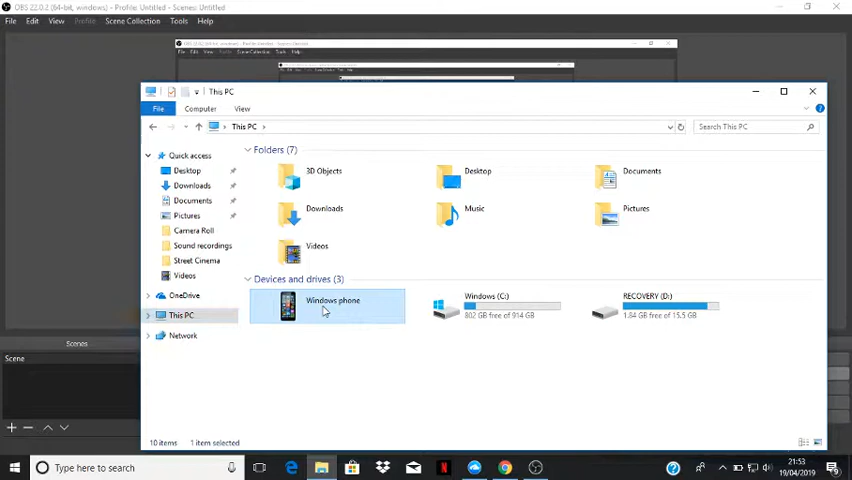 OBS 22.0.2 (64-bit, windows) - Profile: Untitled - Scenes: Untitled
File Edit View Profile Scene Collection Tools Help
This PC
File Computer View
This PC
Search This PC
Quick access
Desktop
Downloads
Documents
Pictures
Camera Roll
Sound recordings
Street Cinema
Videos
OneDrive
This PC
Network
Folders (7)
3D Objects
Desktop
Documents
Downloads
Music
Pictures
Videos
Devices and drives (3)
Windows phone
Windows (C:)
802 GB free of 914 GB
RECOVERY (D:)
1.84 GB free of 15.5 GB
10 items 1 item selected
Scenes
Scene
Type here to search
21:53
19/04/2019